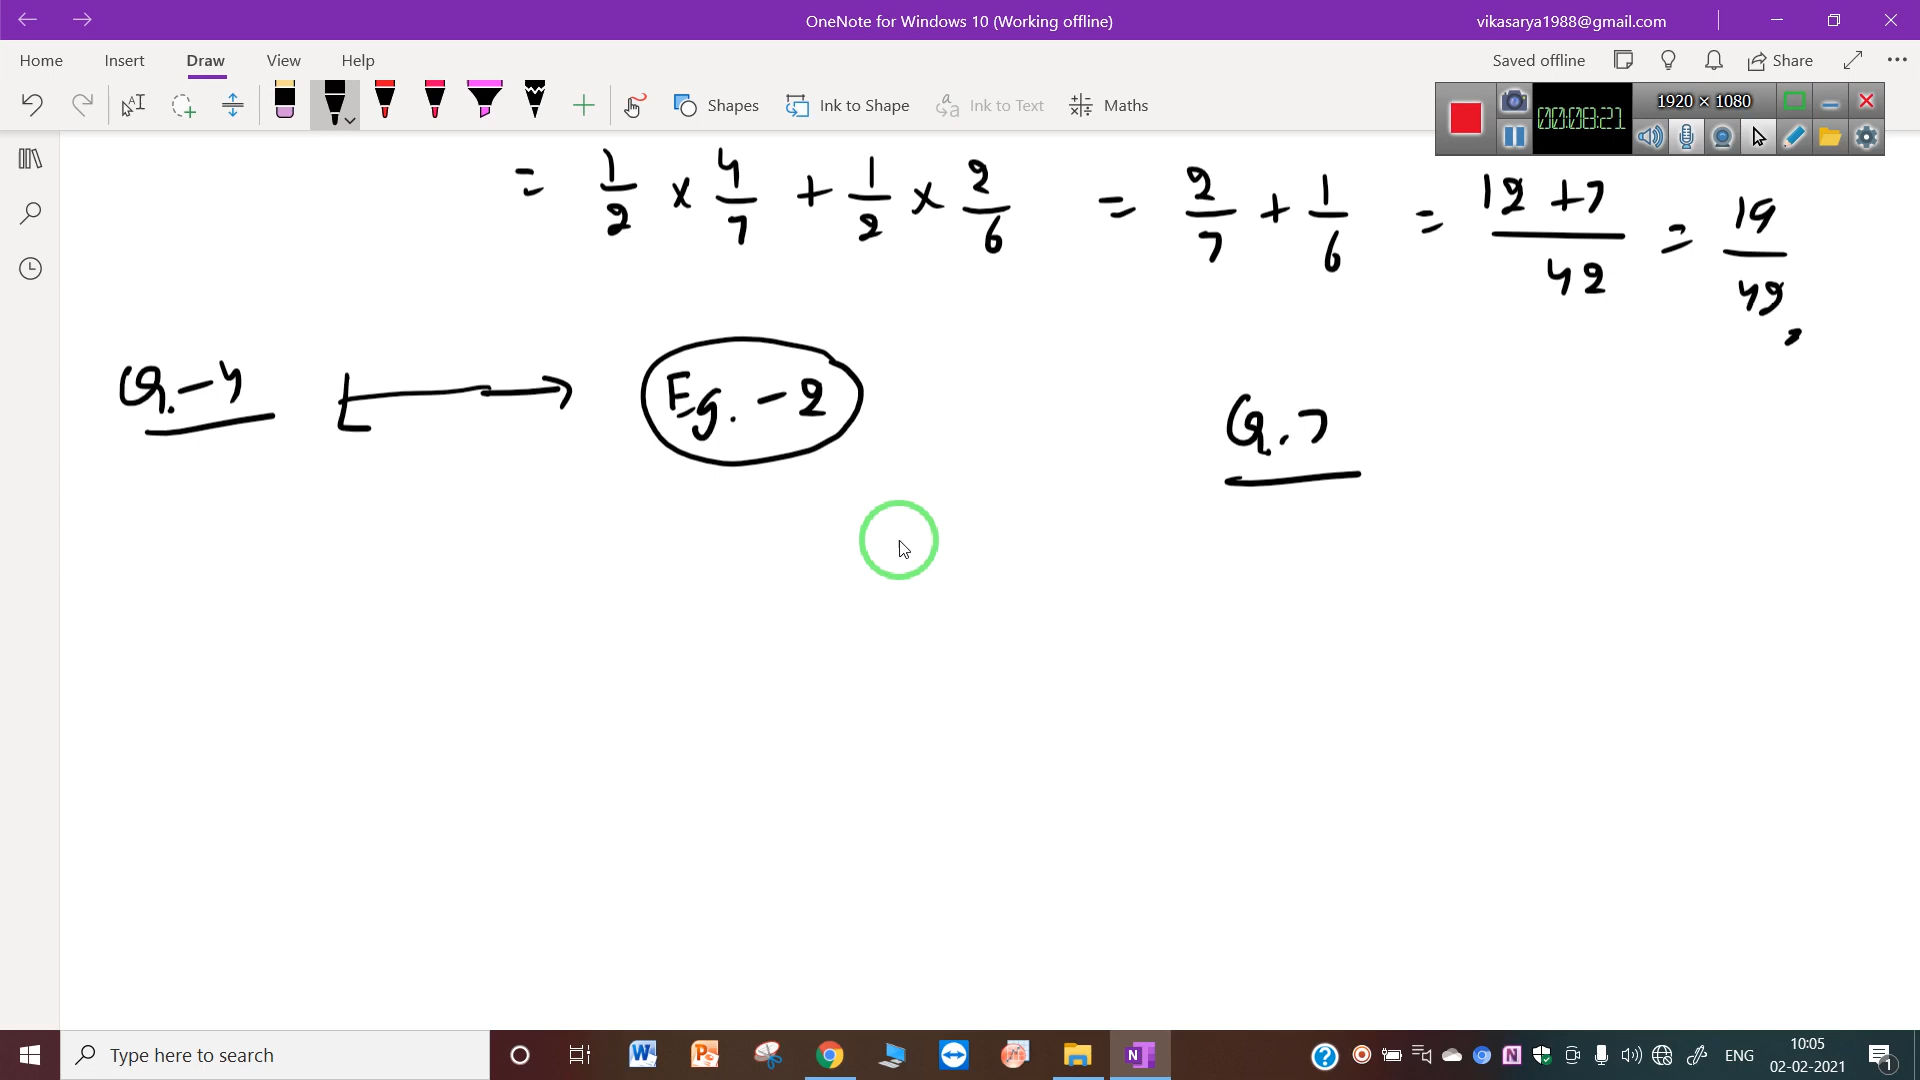 OneNote for Windows 10 (Working offline)
vikasarya1988@gmail.com
Home Insert Draw View Help
Saved offline
Share
Shapes
Ink to Shape
Ink to Text
Maths
1920 × 1080
00:08:21
= 1/2 × 4/7 + 1/2 × 2/6 = 2/7 + 1/6 = (12 + 7)/42 = 19/42
Q.-4
Eg. - 2
Q.7
Type here to search
ENG
10:05
02-02-2021
1